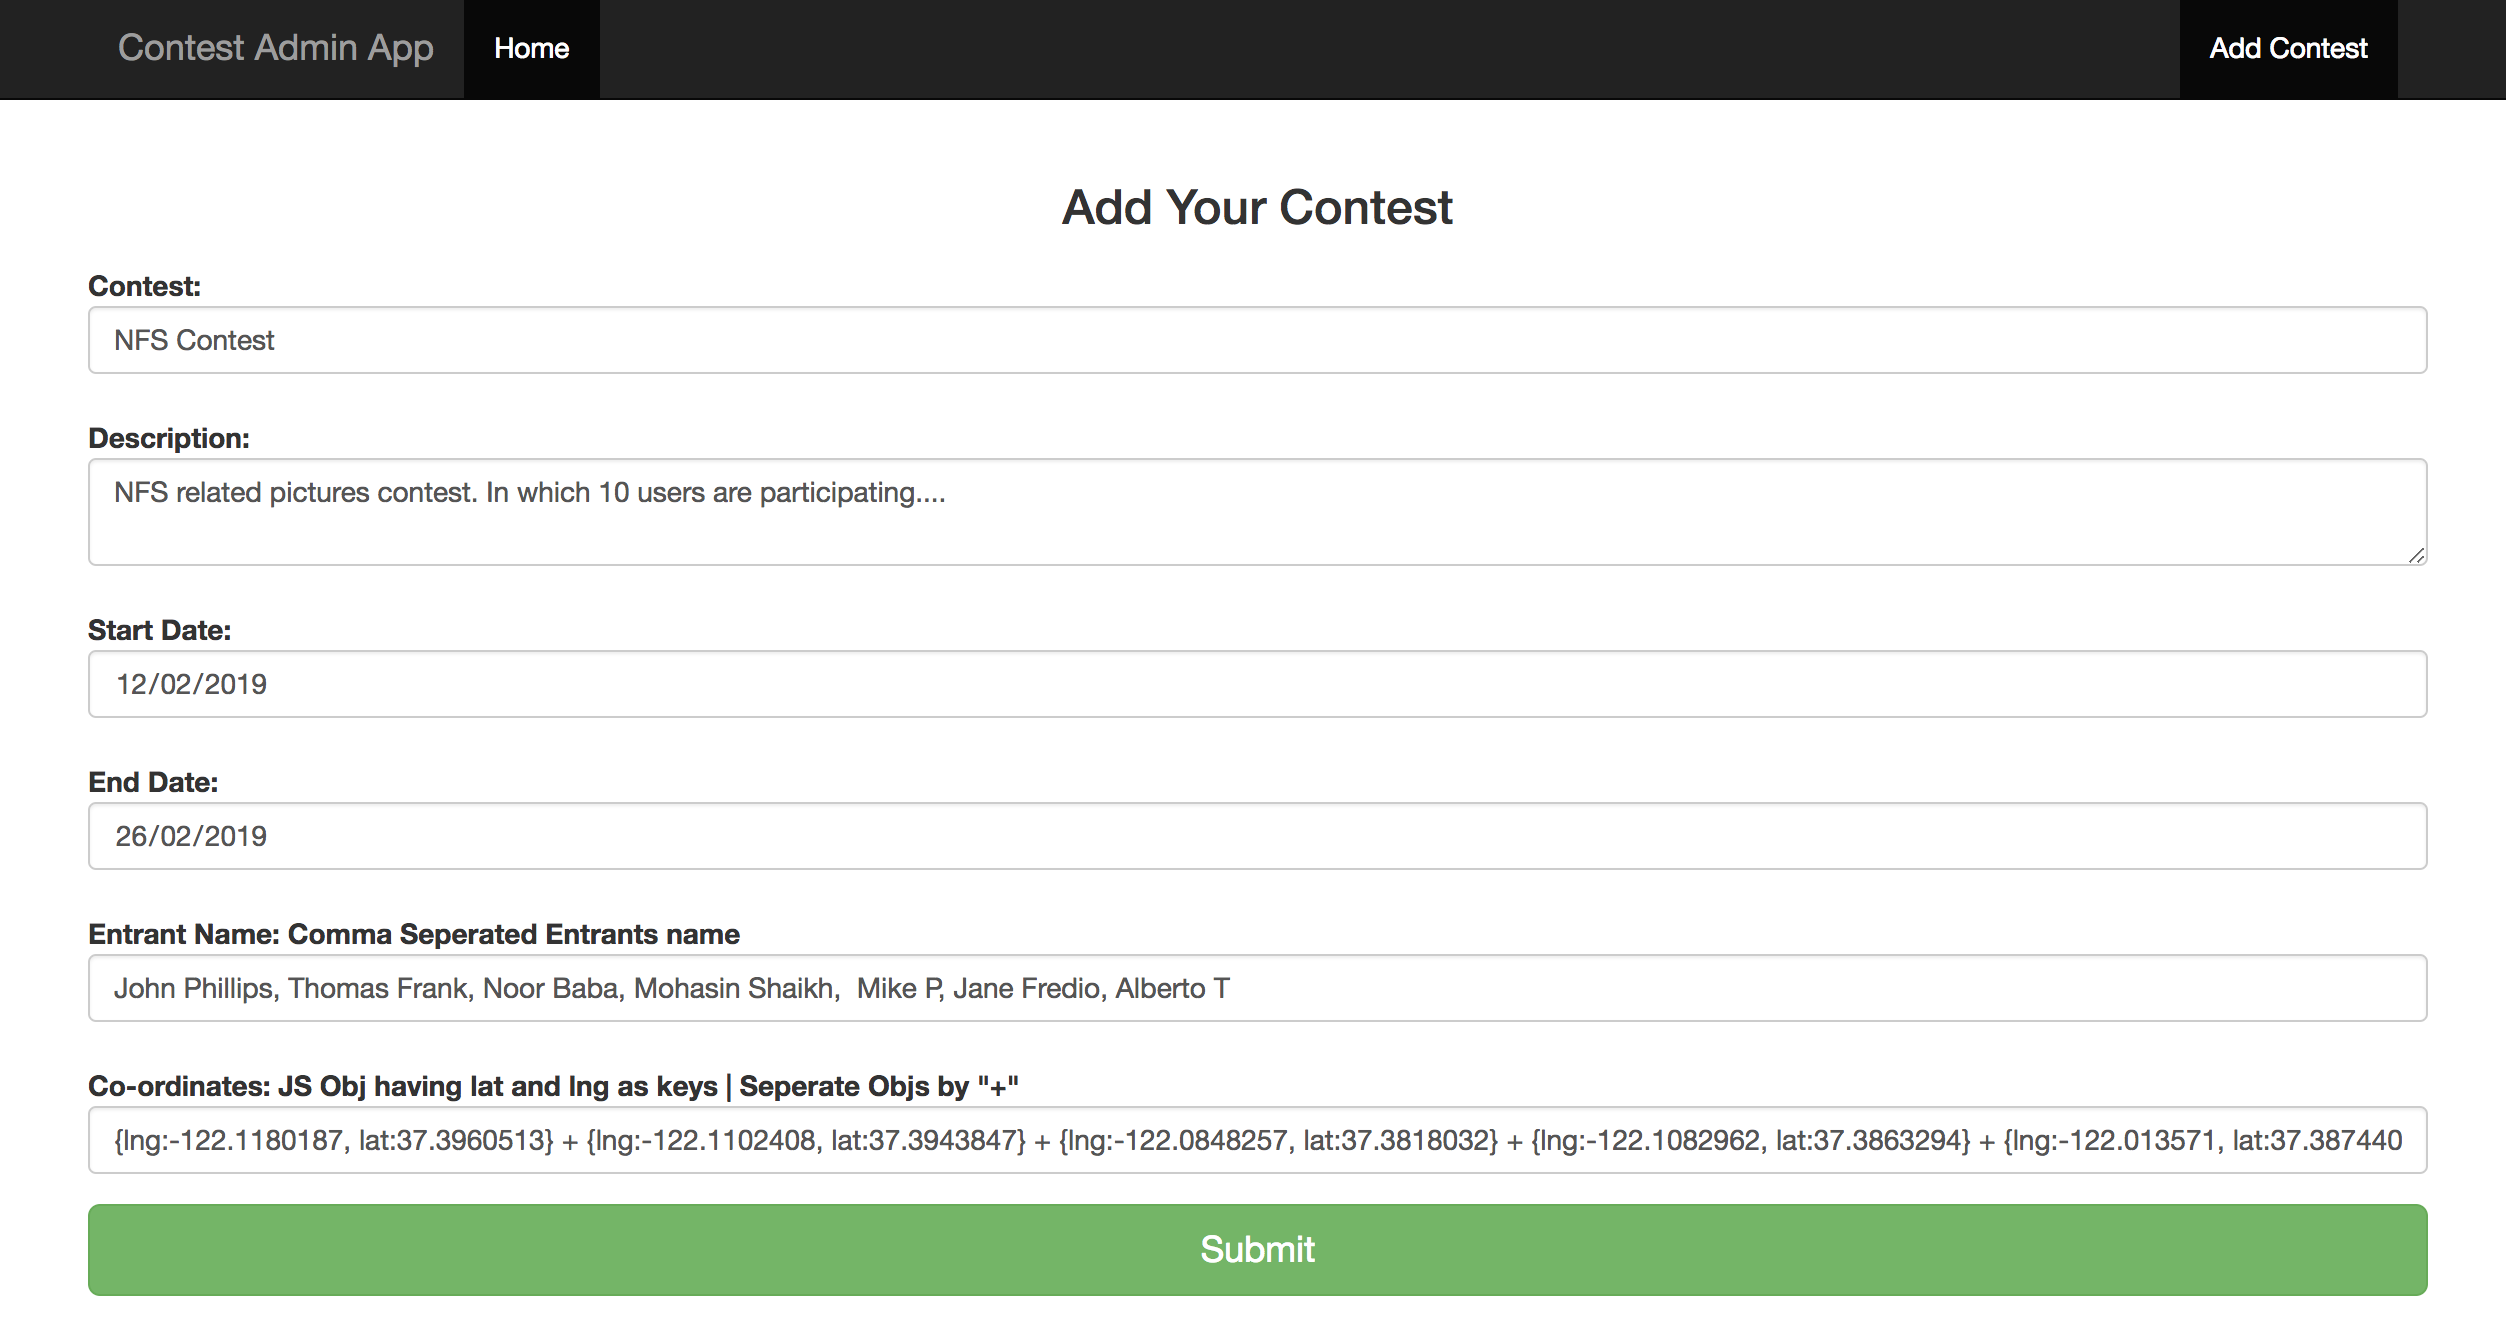 Contest Admin App Home Add Contest
Add Your Contest
Contest:
NFS Contest
Description:
NFS related pictures contest. In which 10 users are participating....
Start Date:
12/02/2019
End Date:
26/02/2019
Entrant Name: Comma Seperated Entrants name
John Phillips, Thomas Frank, Noor Baba, Mohasin Shaikh,  Mike P, Jane Fredio, Alberto T
Co-ordinates: JS Obj having lat and lng as keys | Seperate Objs by "+"
{lng:-122.1180187, lat:37.3960513} + {lng:-122.1102408, lat:37.3943847} + {lng:-122.0848257, lat:37.3818032} + {lng:-122.1082962, lat:37.3863294} + {lng:-122.013571, lat:37.387440
Submit